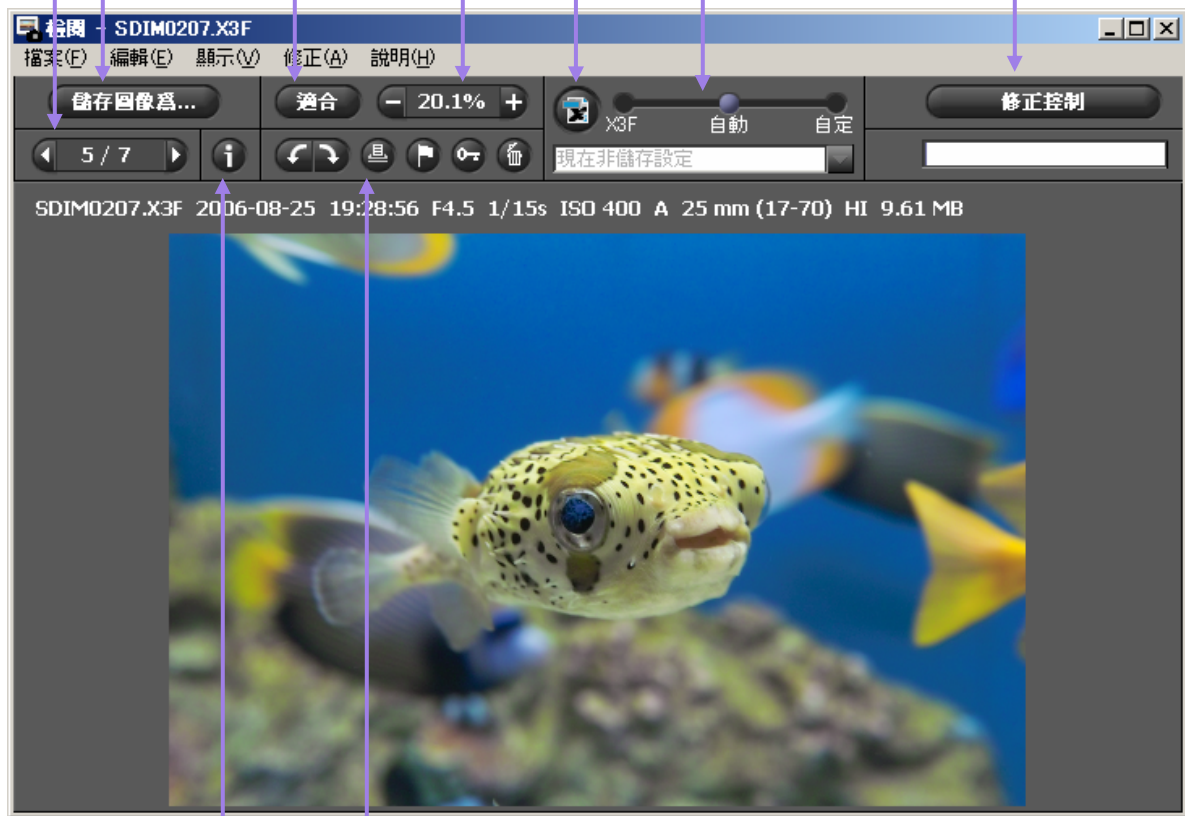 檢閱 - SDIM0207.X3F
檔案(F) 編輯(E) 顯示(V) 修正(A) 說明(H)
儲存圖像爲... 適合 - 20.1% + 修正控制
X3F 自動 自定
5 / 7 現在非儲存設定
SDIM0207.X3F 2006-08-25 19:28:56 F4.5 1/15s ISO 400 A 25 mm (17-70) HI 9.61 MB